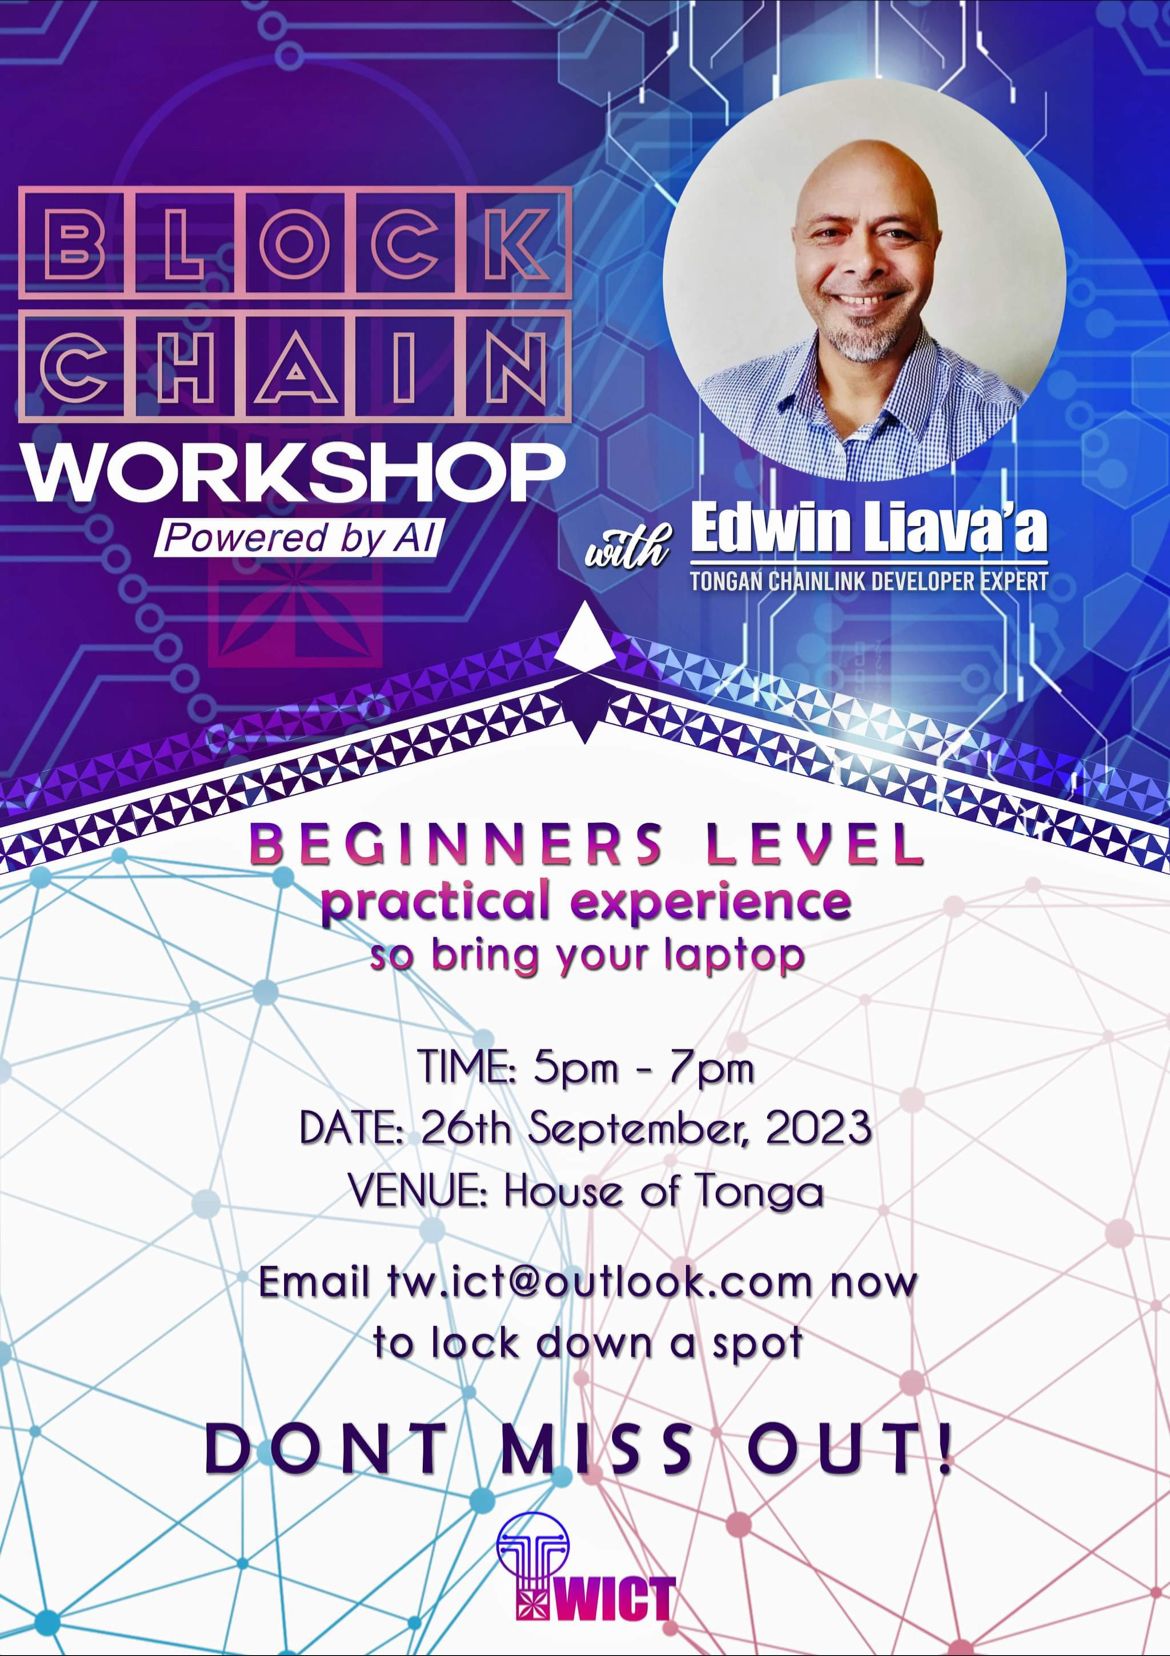 BLOCK
CHAIN
WORKSHOP
Powered by AI
with Edwin Liava'a
TONGAN CHAINLINK DEVELOPER EXPERT
BEGINNERS LEVEL
practical experience
so bring your laptop
TIME: 5pm - 7pm
DATE: 26th September, 2023
VENUE: House of Tonga
Email tw.ict@outlook.com now
to lock down a spot
DONT MISS OUT!
TWICT